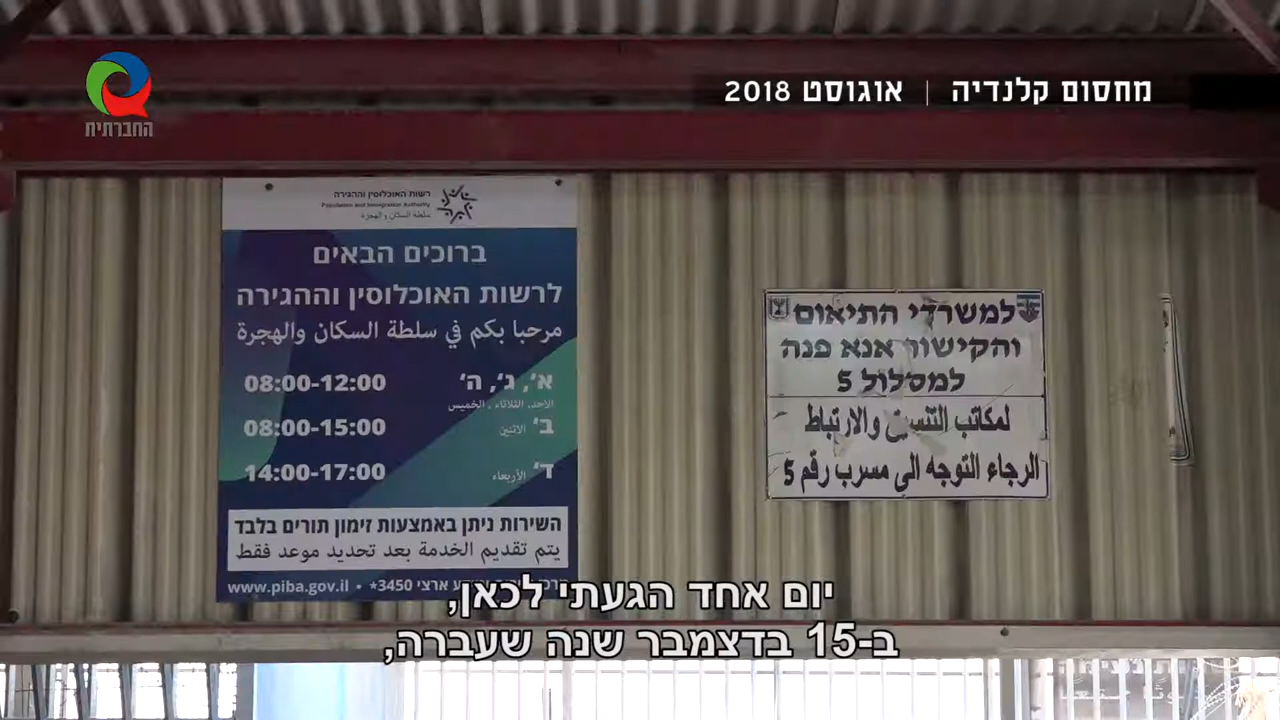 החברתית
מחסום קלנדיה | אוגוסט 2018
רשות האוכלוסין וההגירה
Population and Immigration Authority
سلطة السكان والهجرة
ברוכים הבאים
לרשות האוכלוסין וההגירה
مرحبا بكم في سلطة السكان والهجرة
א', ג', ה' 08:00-12:00
الاحد, الثلاثاء, الخميس
ב' الاثنين 08:00-15:00
ד' الأربعاء 14:00-17:00
השירות ניתן באמצעות זימון תורים בלבד
يتم تقديم الخدمة بعد تحديد موعد فقط
ארצי 3450* • www.piba.gov.il
למשרדי התיאום
והקישור אנא פנה
למסלול 5
لمكاتب التنسيق والارتباط
الرجاء التوجه الى مسرب رقم 5
יום אחד הגעתי לכאן,
ב-15 בדצמבר שנה שעברה,